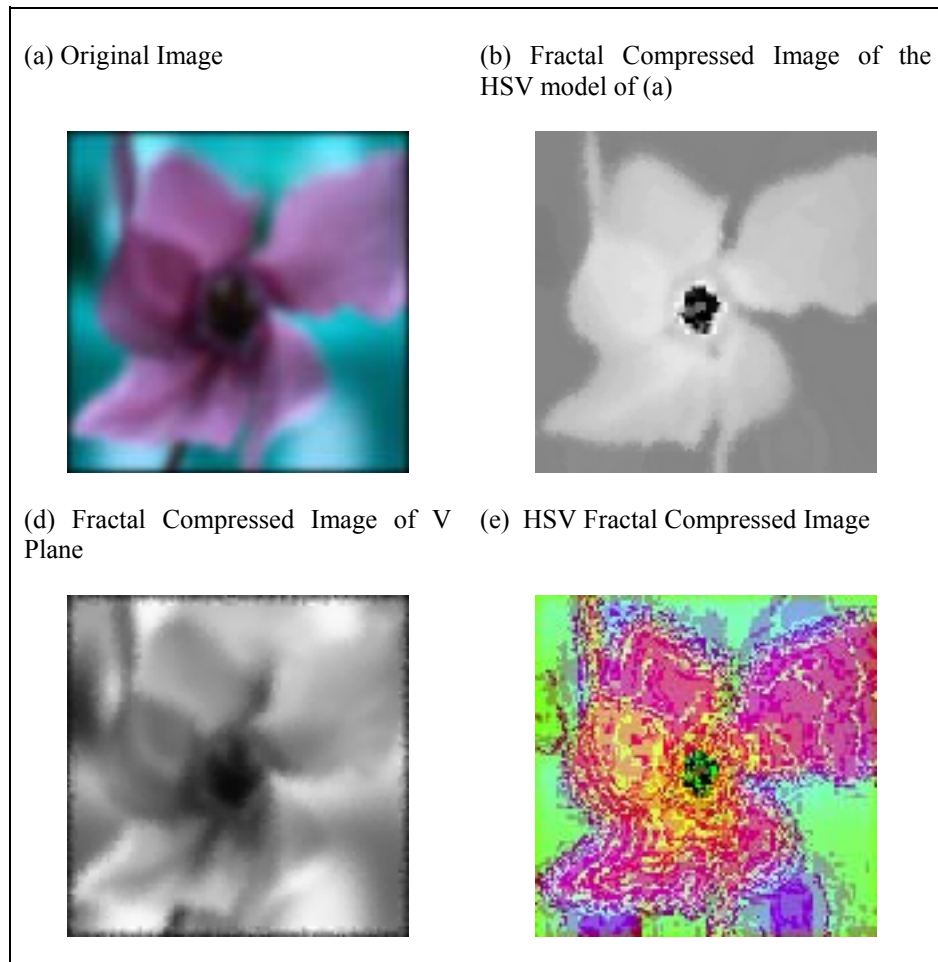 (a) Original Image
(b) Fractal Compressed Image of the
HSV model of (a)
(d) Fractal Compressed Image of V
Plane
(e) HSV Fractal Compressed Image